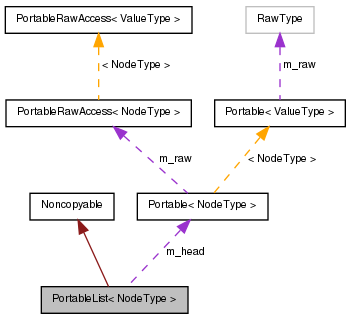 PortableRawAccess< ValueType >
RawType
< NodeType >
m_raw
PortableRawAccess< NodeType >
Portable< ValueType >
m_raw
< NodeType >
Noncopyable
Portable< NodeType >
m_head
PortableList< NodeType >